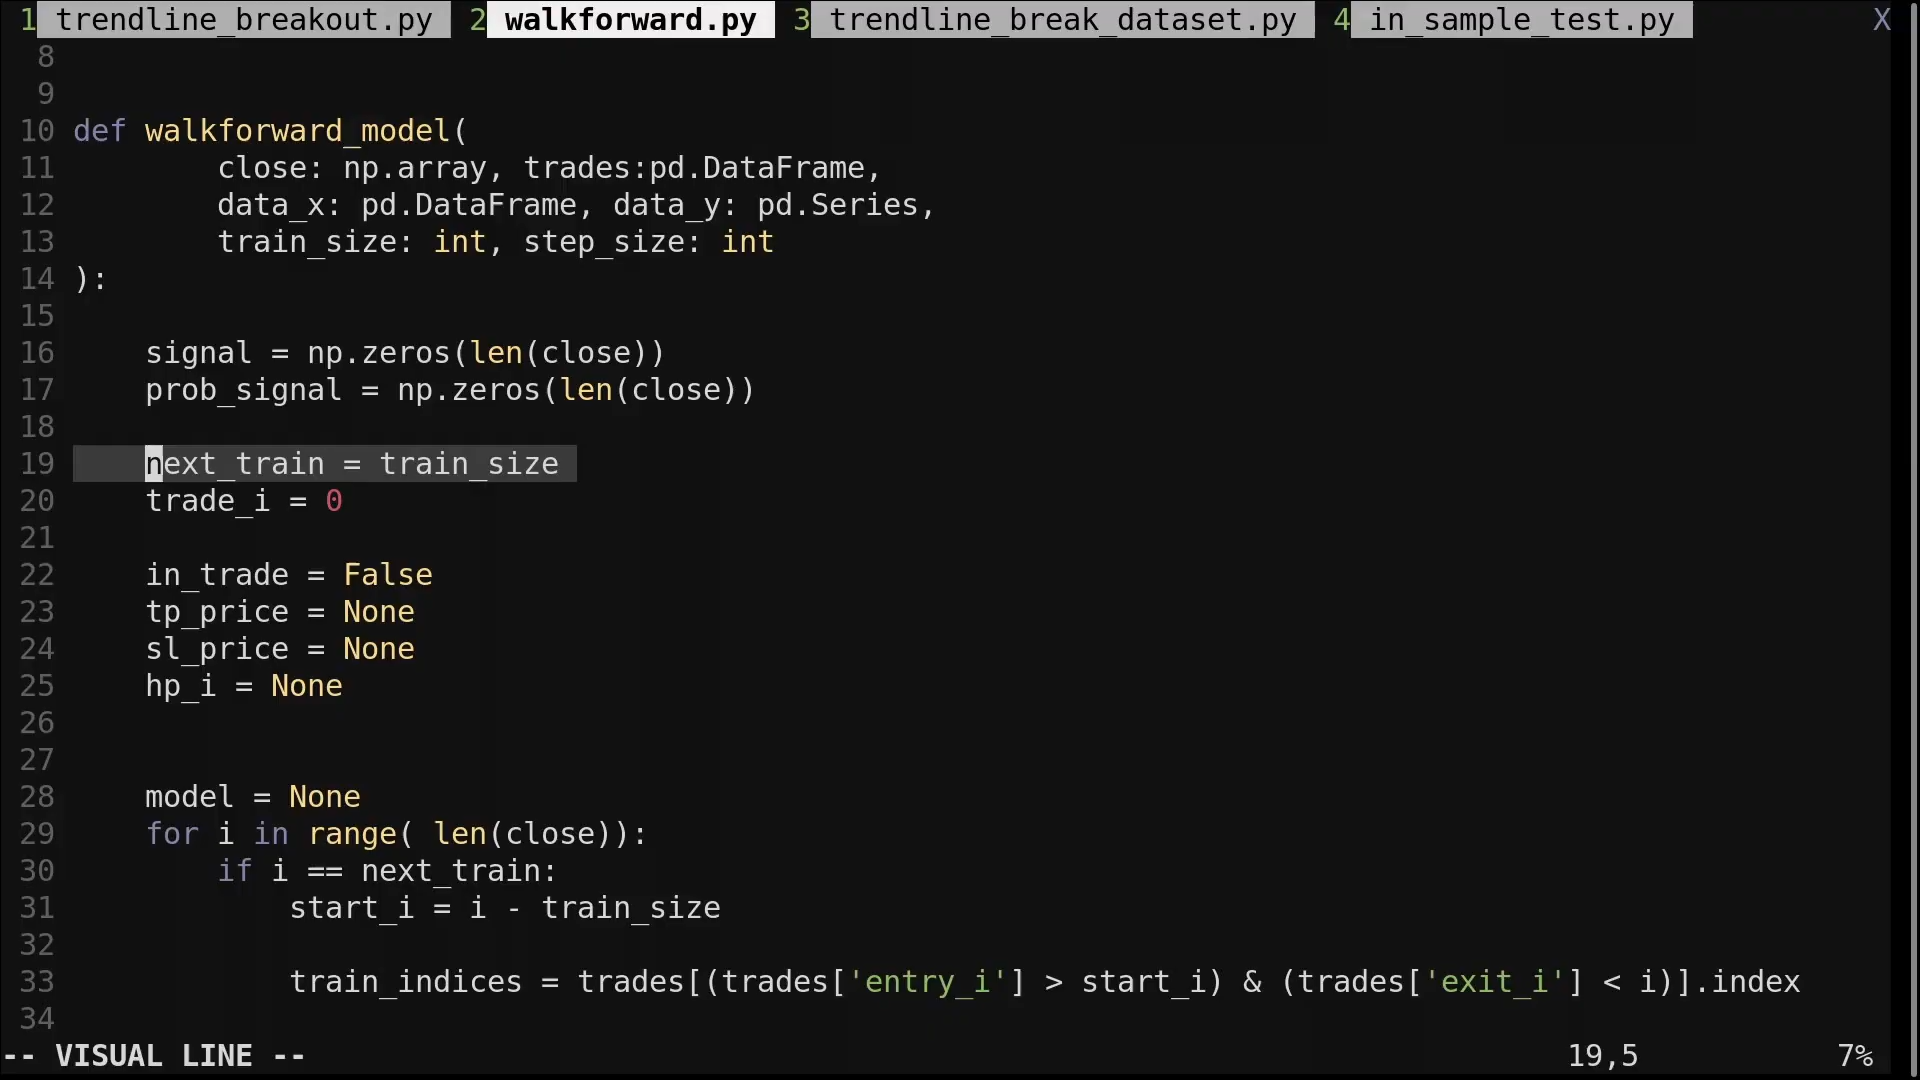 1 trendline_breakout.py 2 walkforward.py 3 trendline_break_dataset.py 4 in_sample_test.py X
8
9
10 def walkforward_model(
11         close: np.array, trades:pd.DataFrame,
12         data_x: pd.DataFrame, data_y: pd.Series,
13         train_size: int, step_size: int
14 ):
15
16     signal = np.zeros(len(close))
17     prob_signal = np.zeros(len(close))
18
19     next_train = train_size
20     trade_i = 0
21
22     in_trade = False
23     tp_price = None
24     sl_price = None
25     hp_i = None
26
27
28     model = None
29     for i in range( len(close)):
30         if i == next_train:
31             start_i = i - train_size
32
33             train_indices = trades[(trades['entry_i'] > start_i) & (trades['exit_i'] < i)].index
34
-- VISUAL LINE -- 19,5 7%